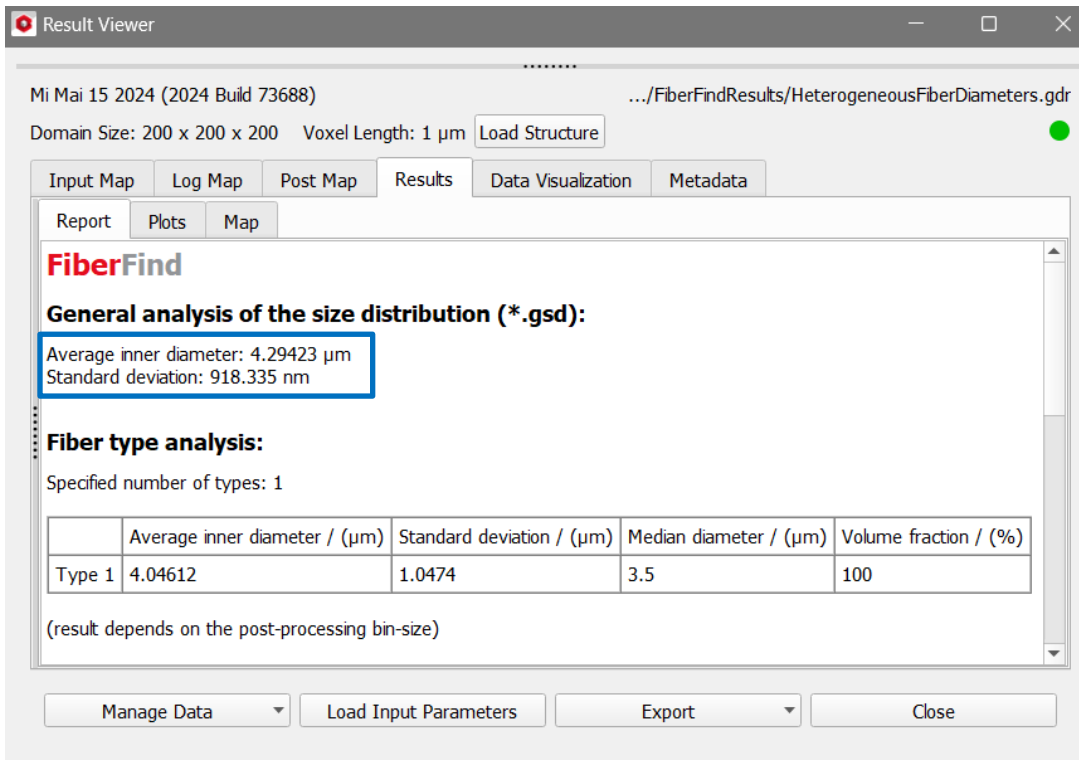 Result Viewer
Mi Mai 15 2024 (2024 Build 73688) .../FiberFindResults/HeterogeneousFiberDiameters.gdr
Domain Size: 200 x 200 x 200 Voxel Length: 1 µm Load Structure
Input Map Log Map Post Map Results Data Visualization Metadata
Report Plots Map
FiberFind
General analysis of the size distribution (*.gsd):
Average inner diameter: 4.29423 µm
Standard deviation: 918.335 nm
Fiber type analysis:
Specified number of types: 1
Average inner diameter / (µm) Standard deviation / (µm) Median diameter / (µm) Volume fraction / (%)
Type 1 4.04612 1.0474 3.5 100
(result depends on the post-processing bin-size)
Manage Data Load Input Parameters Export Close